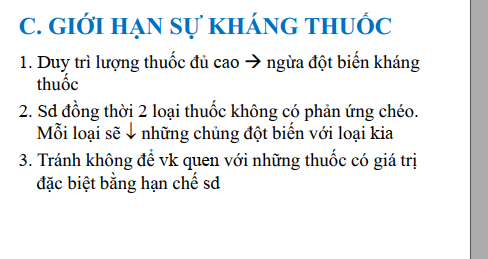 C. GIỚI HẠN SỰ KHÁNG THUỐC
1. Duy trì lượng thuốc đủ cao → ngừa đột biến kháng
thuốc
2. Sd đồng thời 2 loại thuốc không có phản ứng chéo.
Mỗi loại sẽ ↓ những chủng đột biến với loại kia
3. Tránh không để vk quen với những thuốc có giá trị
đặc biệt bằng hạn chế sd